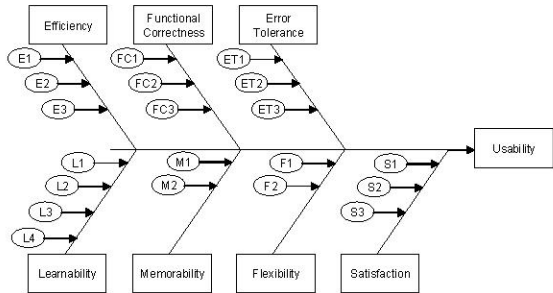 Efficiency
Functional
Correctness
Error
Tolerance
E1
FC1
ET1
E2
FC2
ET2
E3
FC3
ET3
Usability
L1
M1
F1
S1
L2
M2
F2
S2
L3
S3
L4
Learnability
Memorability
Flexibility
Satisfaction